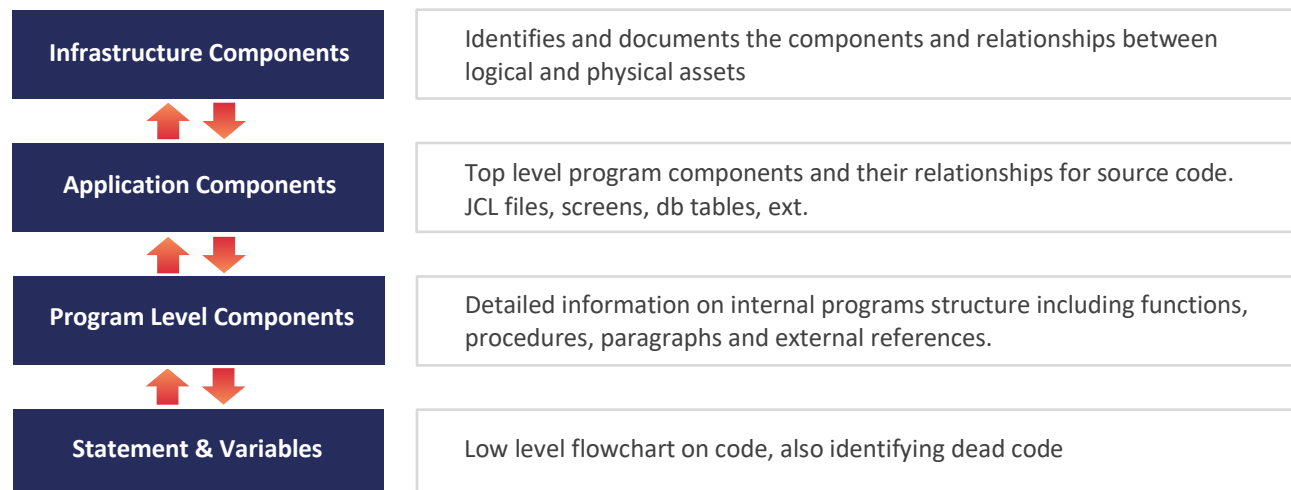 Infrastructure Components
Identifies and documents the components and relationships between
logical and physical assets
Application Components
Top level program components and their relationships for source code.
JCL files, screens, db tables, ext.
Program Level Components
Detailed information on internal programs structure including functions,
procedures, paragraphs and external references.
Statement & Variables
Low level flowchart on code, also identifying dead code